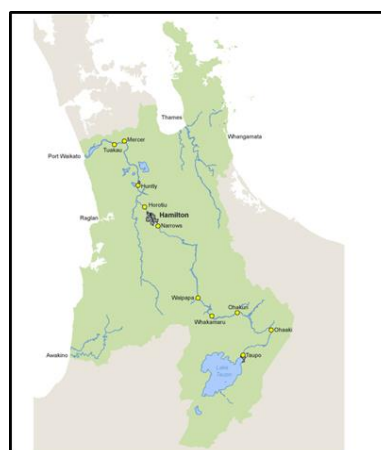 Thames
Whangamata
Mercer
Port Waikato
Tuakau
Huntly
Horotiu
Hamilton
Raglan
Narrows
Waipapa
Ohakuri
Whakamaru
Ohaaki
Awakino
Taupo
Lake
Taupo